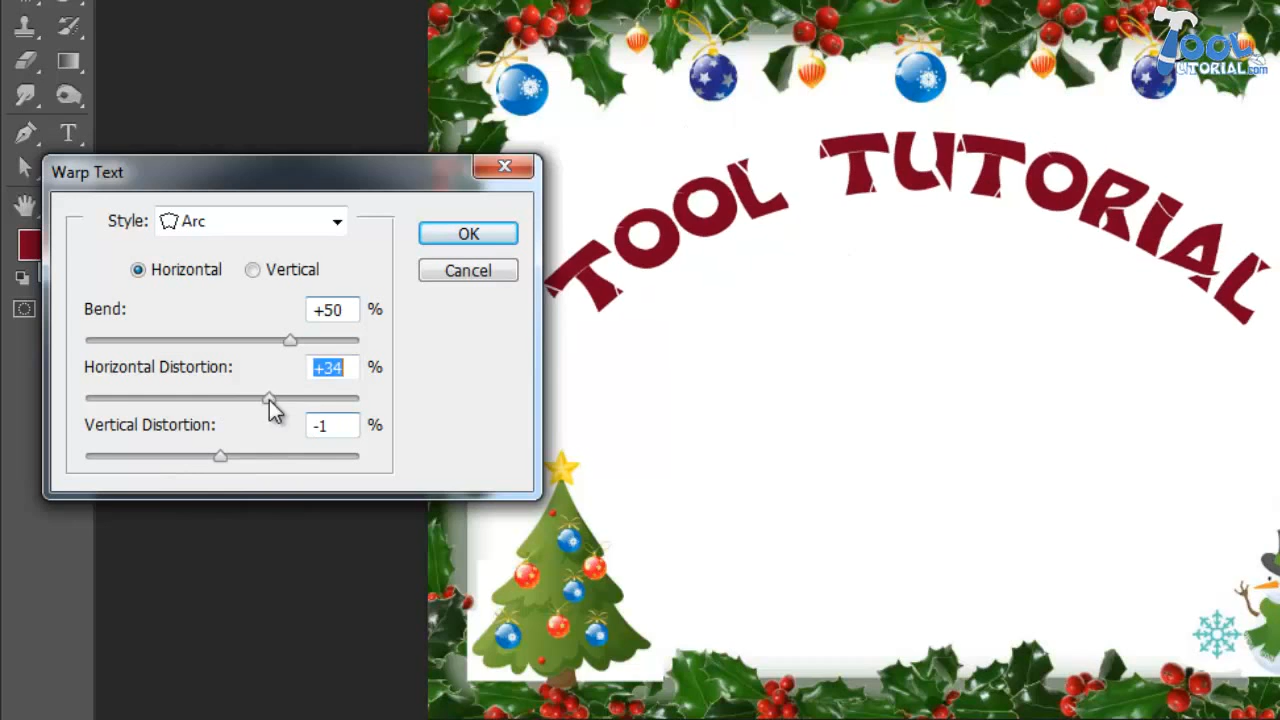 TOOL
TUTORIAL.com
T
Warp Text
Style: Arc
Horizontal Vertical
OK
Cancel
Bend: +50 %
Horizontal Distortion: +34 %
Vertical Distortion: -1 %
TOOL TUTORIAL